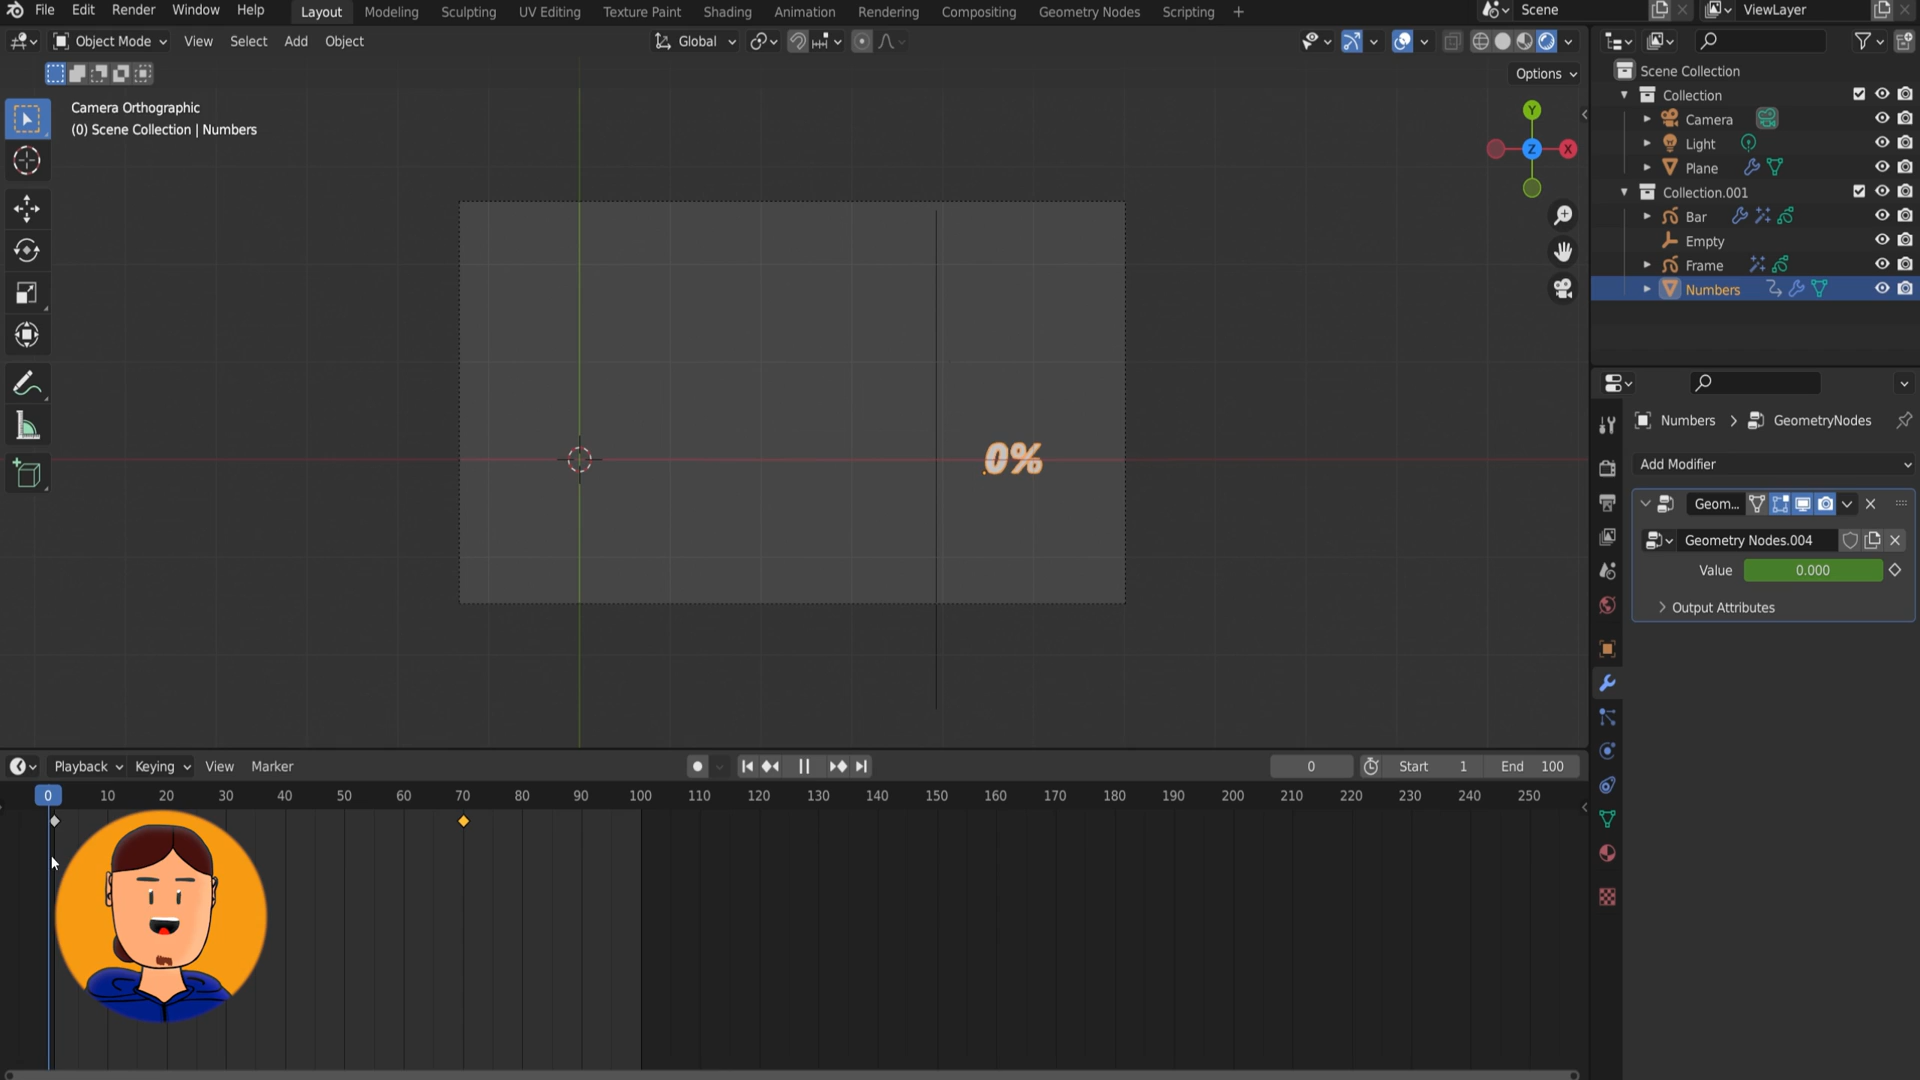 File Edit Render Window Help Layout Modeling Sculpting UV Editing Texture Paint Shading Animation Rendering Compositing Geometry Nodes Scripting + Scene ViewLayer
Object Mode View Select Add Object Global
Options
Camera Orthographic
(0) Scene Collection | Numbers
Y
Z
X
0%
Scene Collection
Collection
Camera
Light
Plane
Collection.001
Bar
Empty
Frame
Numbers
Numbers > GeometryNodes
Add Modifier
Geom...
Geometry Nodes.004
Value 0.000
Output Attributes
Playback Keying View Marker 0 Start 1 End 100
0 10 20 30 40 50 60 70 80 90 100 110 120 130 140 150 160 170 180 190 200 210 220 230 240 250